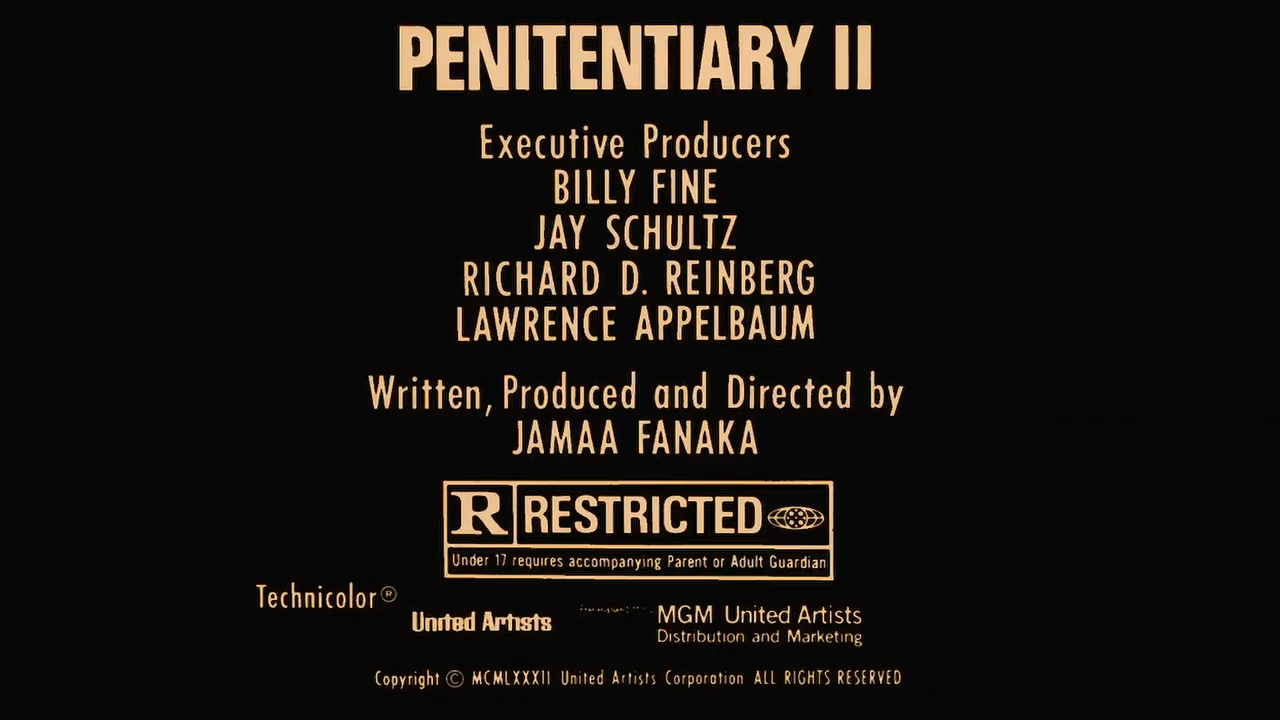 PENITENTIARY II
Executive Producers
BILLY FINE
JAY SCHULTZ
RICHARD D. REINBERG
LAWRENCE APPELBAUM
Written, Produced and Directed by
JAMAA FANAKA
R RESTRICTED
Under 17 requires accompanying Parent or Adult Guardian
Technicolor®
United Artists
MGM United Artists
Distribution and Marketing
Copyright © MCMLXXXII United Artists Corporation ALL RIGHTS RESERVED